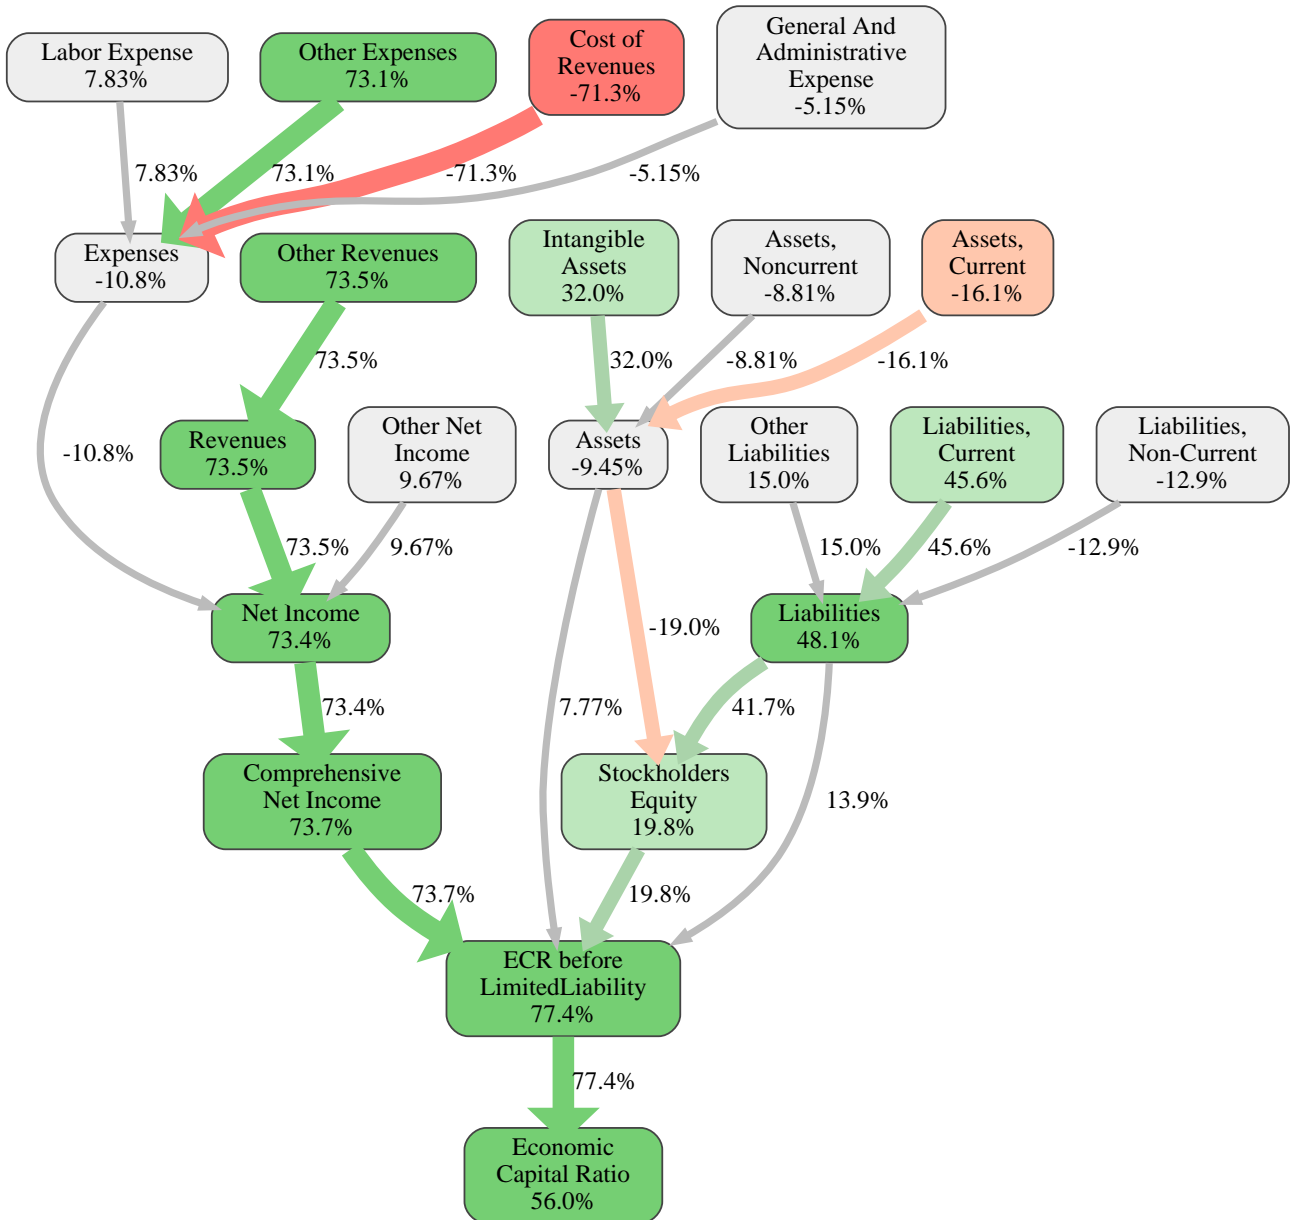 Labor Expense
7.83%
Other Expenses
73.1%
Cost of
Revenues
-71.3%
General And
Administrative
Expense
-5.15%
7.83%
73.1%
-71.3%
-5.15%
Expenses
-10.8%
Other Revenues
73.5%
Intangible
Assets
32.0%
Assets,
Noncurrent
-8.81%
Assets,
Current
-16.1%
73.5%
32.0%
-8.81%
-16.1%
-10.8%
Revenues
73.5%
Other Net
Income
9.67%
Assets
-9.45%
Other
Liabilities
15.0%
Liabilities,
Current
45.6%
Liabilities,
Non-Current
-12.9%
73.5%
9.67%
15.0%
45.6%
-12.9%
Net Income
73.4%
-19.0%
Liabilities
48.1%
73.4%
7.77%
41.7%
Comprehensive
Net Income
73.7%
Stockholders
Equity
19.8%
13.9%
73.7%
19.8%
ECR before
LimitedLiability
77.4%
77.4%
Economic
Capital Ratio
56.0%